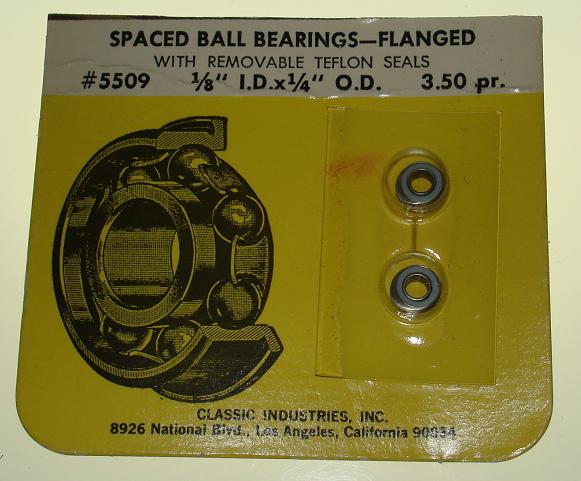 SPACED BALL BEARINGS—FLANGED
WITH REMOVABLE TEFLON SEALS
#5509 1/8" I.D.x1/4" O.D. 3.50 pr.
CLASSIC INDUSTRIES, INC.
8926 National Blvd., Los Angeles, California 90034